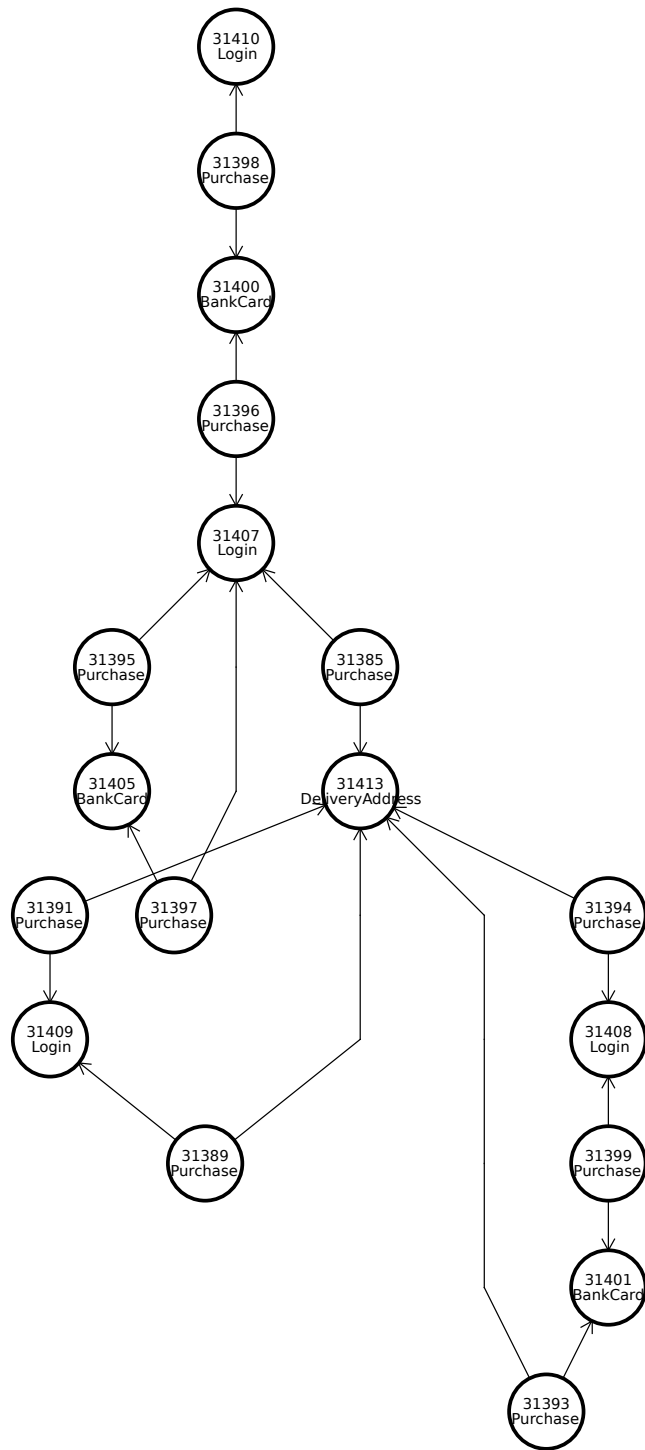 31410
Login
31398
Purchase
31400
BankCard
31396
Purchase
31407
Login
31395
Purchase
31385
Purchase
31405
BankCard
31413
DeliveryAddress
31391
Purchase
31397
Purchase
31394
Purchase
31409
Login
31408
Login
31389
Purchase
31399
Purchase
31401
BankCard
31393
Purchase